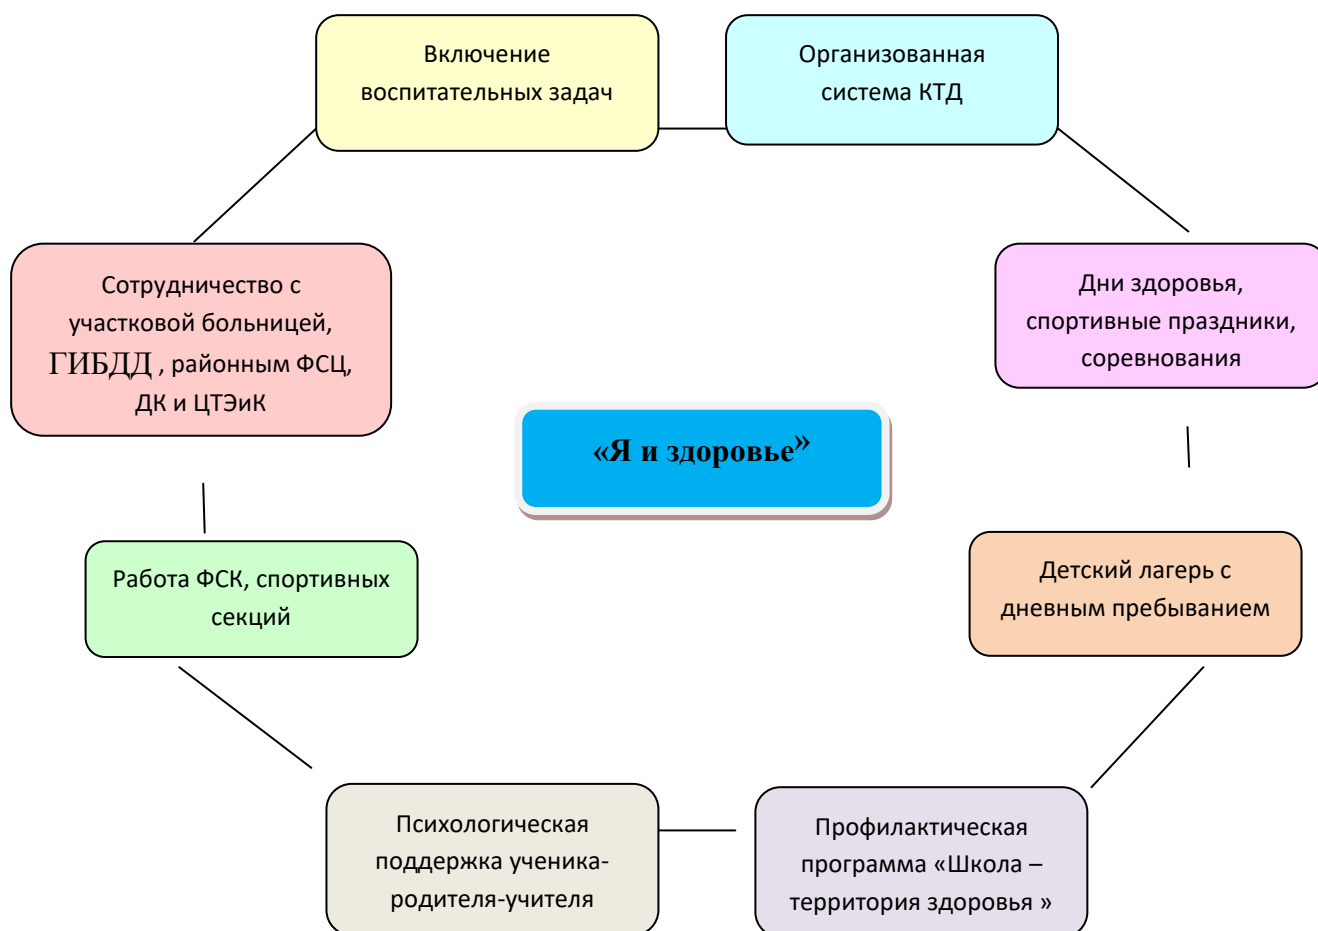 Включение
воспитательных задач
Организованная
система КТД
Сотрудничество с
участковой больницей,
ГИБДД , районным ФСЦ,
ДК и ЦТЭиК
Дни здоровья,
спортивные праздники,
соревнования
«Я и здоровье”
Работа ФСК, спортивных
секций
Детский лагерь с
дневным пребыванием
Психологическая
поддержка ученика-
родителя-учителя
Профилактическая
программа «Школа –
территория здоровья »